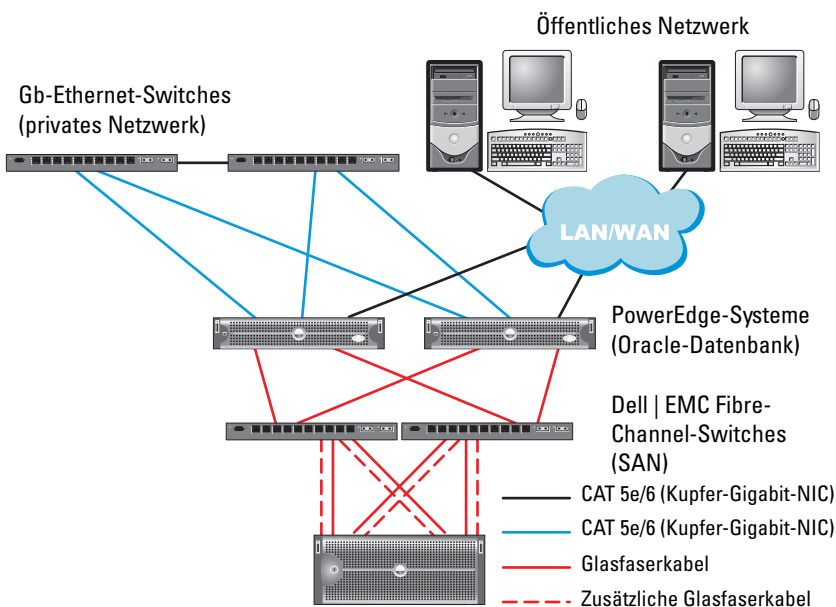 Öffentliches Netzwerk
Gb-Ethernet-Switches
(privates Netzwerk)
LAN/WAN
PowerEdge-Systeme
(Oracle-Datenbank)
Dell | EMC Fibre-
Channel-Switches
(SAN)
CAT 5e/6 (Kupfer-Gigabit-NIC)
CAT 5e/6 (Kupfer-Gigabit-NIC)
Glasfaserkabel
Zusätzliche Glasfaserkabel